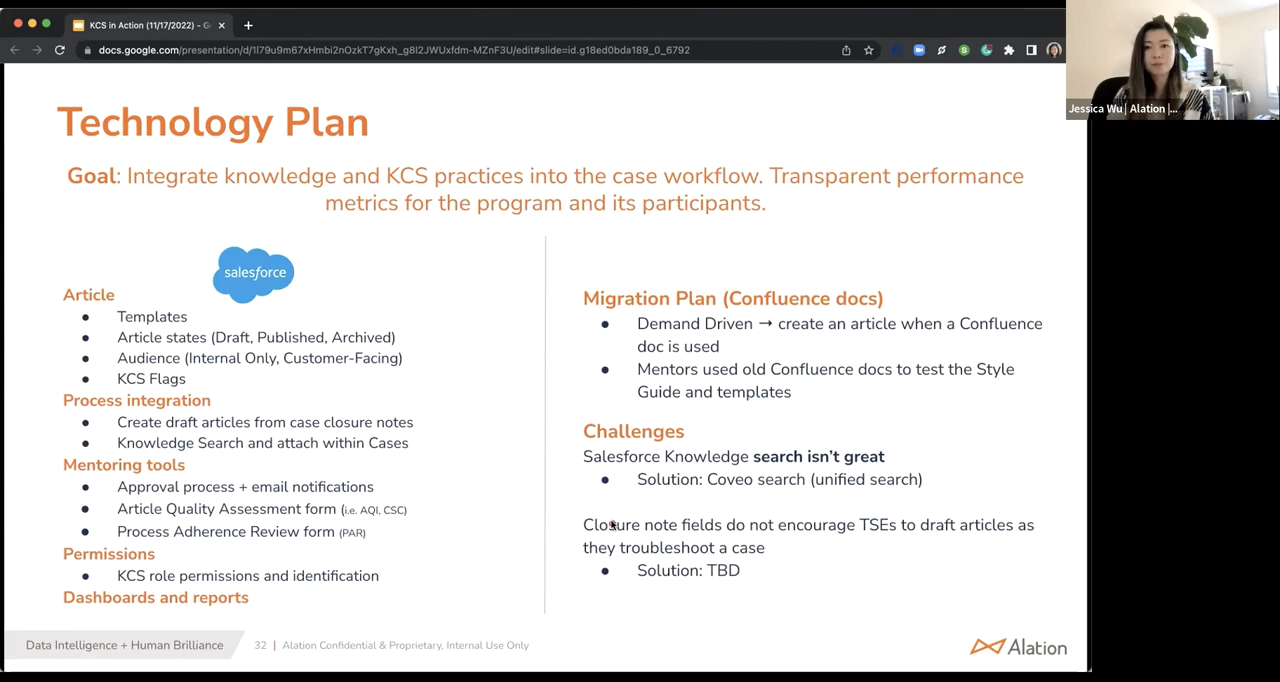 KCS in Action (11/17/2022) - G
docs.google.com/presentation/d/1l79u9m67xHmbi2nOzkT7gKxh_g8I2JWUxfdm-MZnF3U/edit#slide=id.g18ed0bda189_0_6792
Jessica Wu | Alation |...
Technology Plan
Goal: Integrate knowledge and KCS practices into the case workflow. Transparent performance
metrics for the program and its participants.
salesforce
Article
● Templates
● Article states (Draft, Published, Archived)
● Audience (Internal Only, Customer-Facing)
● KCS Flags
Process integration
● Create draft articles from case closure notes
● Knowledge Search and attach within Cases
Mentoring tools
● Approval process + email notifications
● Article Quality Assessment form (i.e. AQI, CSC)
● Process Adherence Review form (PAR)
Permissions
● KCS role permissions and identification
Dashboards and reports
Migration Plan (Confluence docs)
● Demand Driven → create an article when a Confluence
doc is used
● Mentors used old Confluence docs to test the Style
Guide and templates
Challenges
Salesforce Knowledge search isn't great
● Solution: Coveo search (unified search)
Closure note fields do not encourage TSEs to draft articles as
they troubleshoot a case
● Solution: TBD
Data Intelligence + Human Brilliance
32 | Alation Confidential & Proprietary, Internal Use Only
Alation